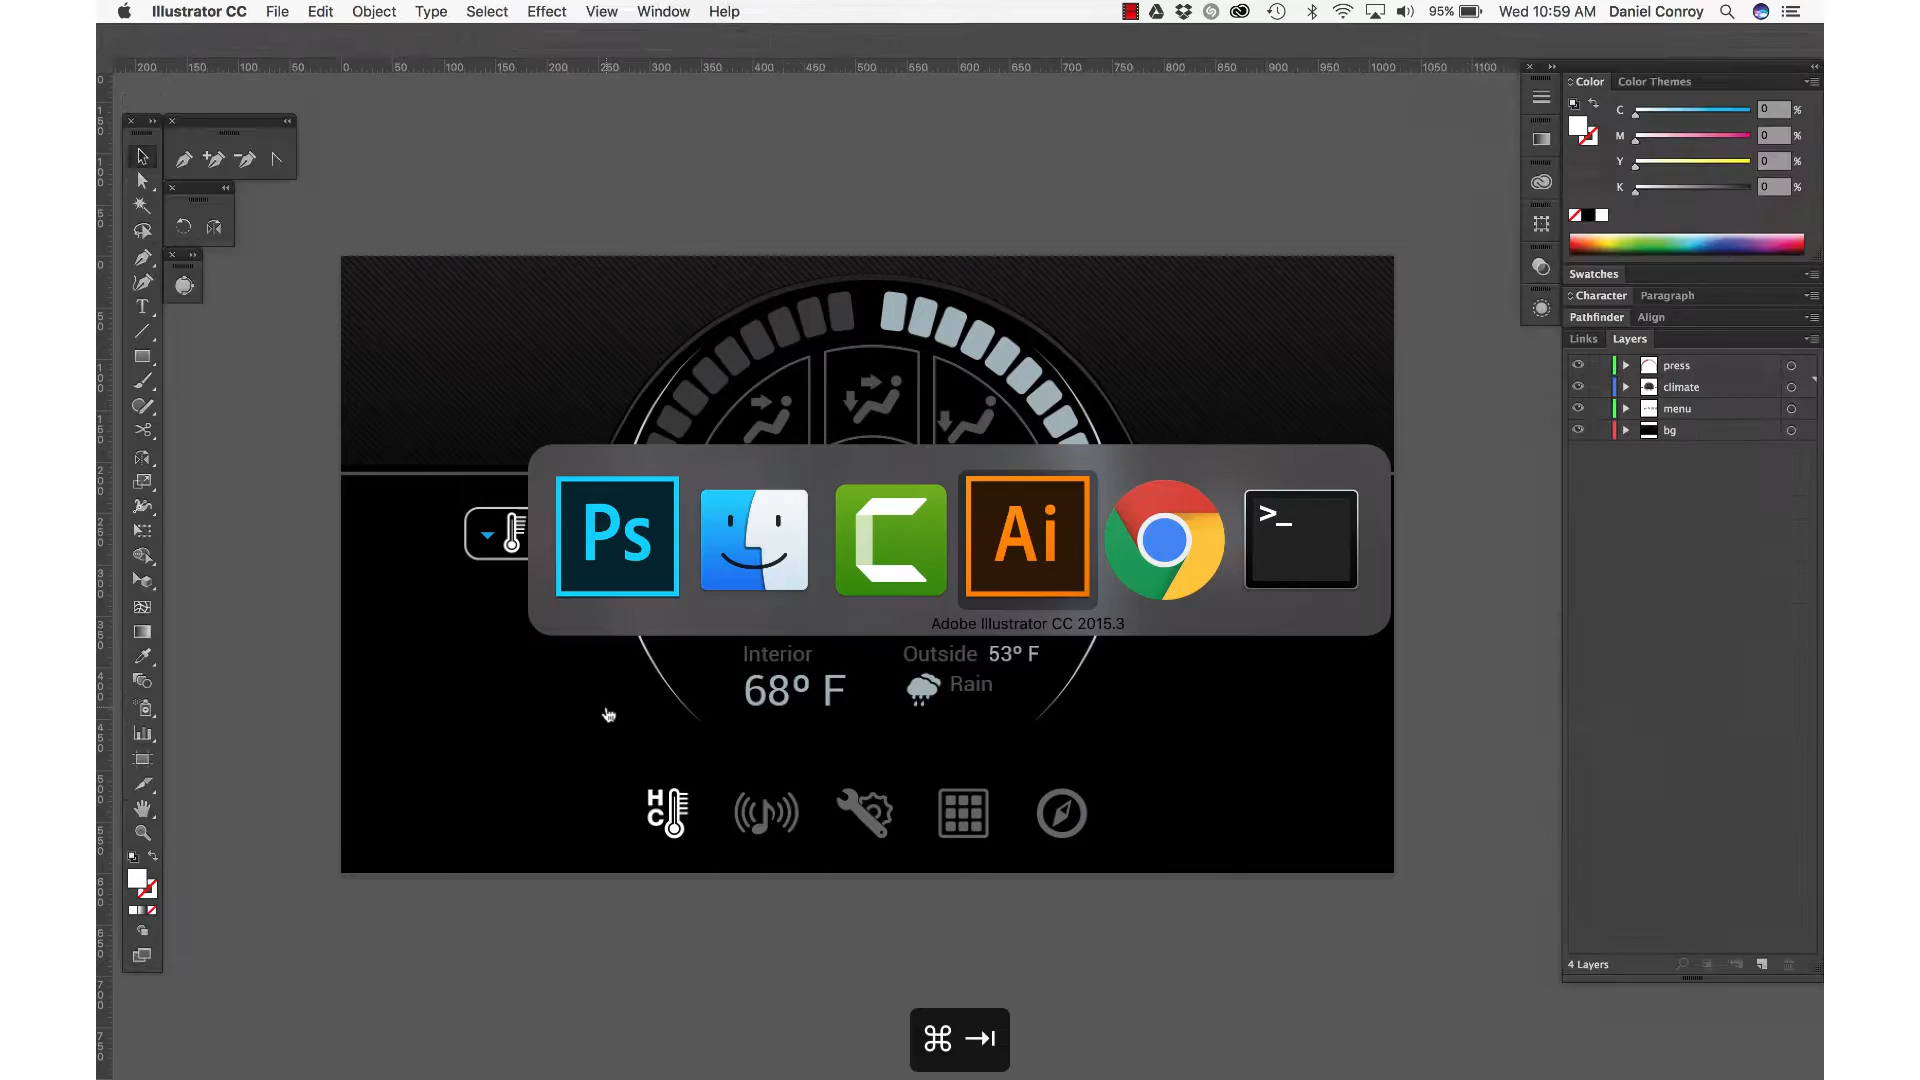 Illustrator CC File Edit Object Type Select Effect View Window Help 95% Wed 10:59 AM Daniel Conroy
200 150 100 50 0 50 100 150 200 250 300 350 400 450 500 550 600 650 700 750 800 850 900 950 1000 1050 1100
Color Color Themes
C 0 %
M 0 %
Y 0 %
K 0 %
Swatches
Character Paragraph
Pathfinder Align
Links Layers
press
climate
menu
bg
Ps Ai >_
Adobe Illustrator CC 2015.3
Interior Outside 53º F
68º F Rain
H
C
4 Layers
⌘ ⇥